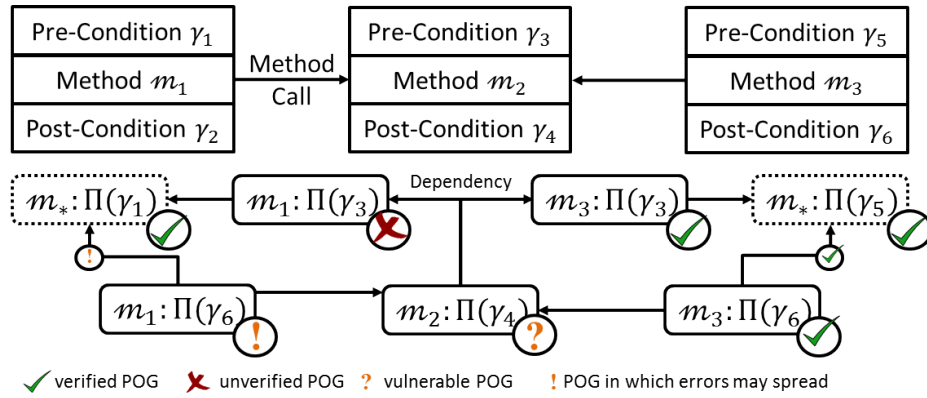 Pre-Condition γ₁
Pre-Condition γ₃
Pre-Condition γ₅
Method m₁
Method
Call
Method m₂
Method m₃
Post-Condition γ₂
Post-Condition γ₄
Post-Condition γ₆
m∗: Π(γ₁)
m₁: Π(γ₃)
Dependency
m₃: Π(γ₃)
m∗: Π(γ₅)
!
m₁: Π(γ₆)
!
m₂: Π(γ₄)
?
m₃: Π(γ₆)
verified POG
unverified POG
? vulnerable POG
! POG in which errors may spread